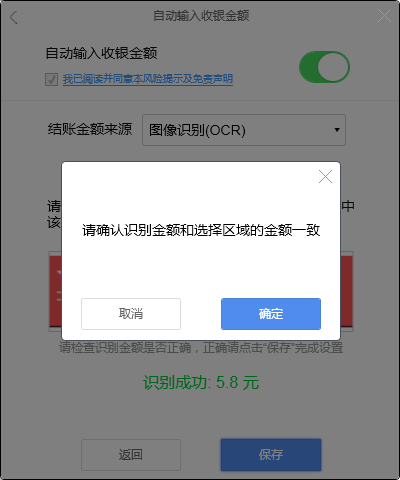 自动输入收银金额
自动输入收银金额
我已阅读并同意本风险提示及免责声明
结账金额来源
图像识别(OCR)
请
中
该
请确认识别金额和选择区域的金额一致
取消
确定
请检查识别金额是否正确，正确请点击“保存”完成设置
识别成功: 5.8 元
返回
保存